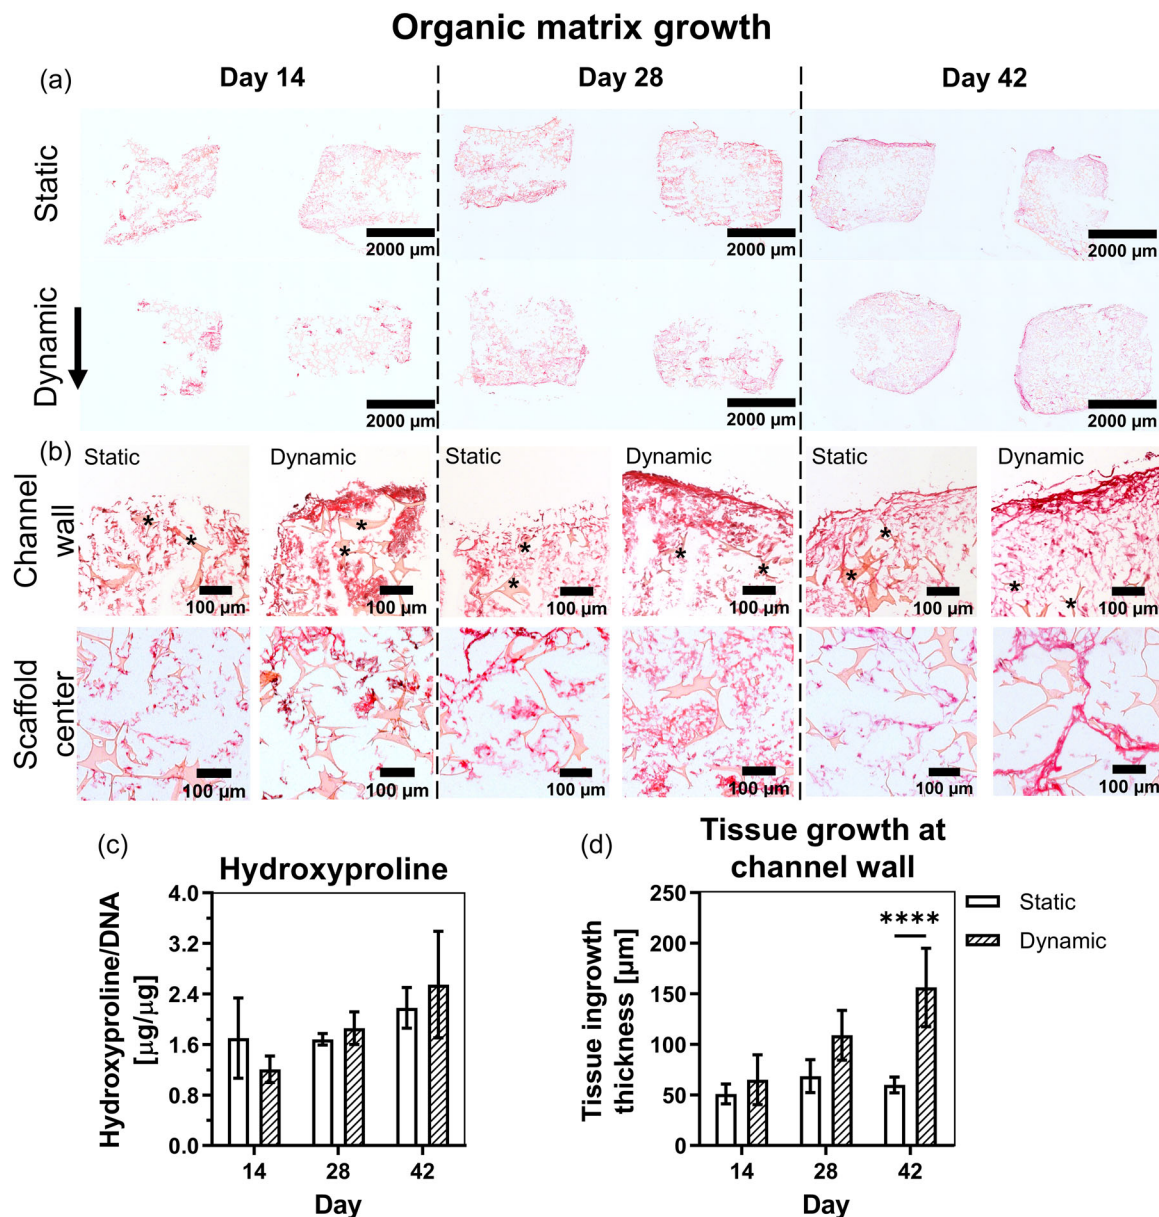 Organic matrix growth
(a)
Day 14
Day 28
Day 42
Static
2000 µm
2000 µm
2000 µm
Dynamic
2000 µm
2000 µm
2000 µm
(b)
Static
Dynamic
Static
Dynamic
Static
Dynamic
Channel
wall
* * * * * * * * * * * *
100 µm
100 µm
100 µm
100 µm
100 µm
100 µm
Scaffold
center
100 µm
100 µm
100 µm
100 µm
100 µm
100 µm
(c)
Hydroxyproline
Hydroxyproline/DNA
[µg/µg]
4.0
3.2
2.4
1.6
0.8
0.0
14
28
42
Day
(d)
Tissue growth at
channel wall
Tissue ingrowth
thickness [µm]
250
200
150
100
50
0
****
14
28
42
Day
Static
Dynamic